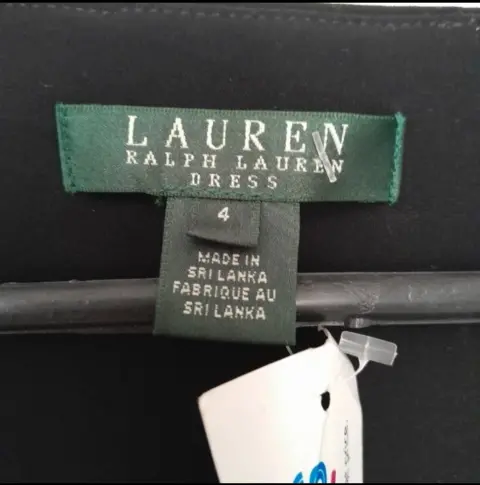 LAUREN
RALPH LAUREN
DRESS
4
MADE IN
SRI LANKA
FABRIQUE AU
SRI LANKA